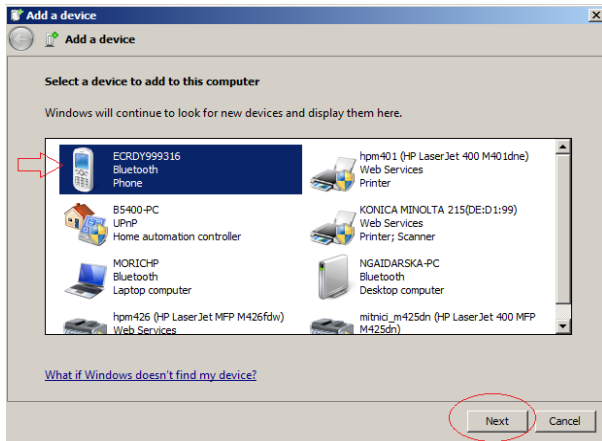 Add a device
Add a device
Select a device to add to this computer
Windows will continue to look for new devices and display them here.
ECRDY999316
Bluetooth
Phone
hpm401 (HP LaserJet 400 M401dne)
Web Services
Printer
B5400-PC
UPnP
Home automation controller
KONICA MINOLTA 215(DE:D1:99)
Web Services
Printer; Scanner
MORICHP
Bluetooth
Laptop computer
NGAIDARSKA-PC
Bluetooth
Desktop computer
hpm426 (HP LaserJet MFP M426fdw)
Web Services
mitnici_m425dn (HP LaserJet 400 MFP
M425dn)
What if Windows doesn't find my device?
Next
Cancel